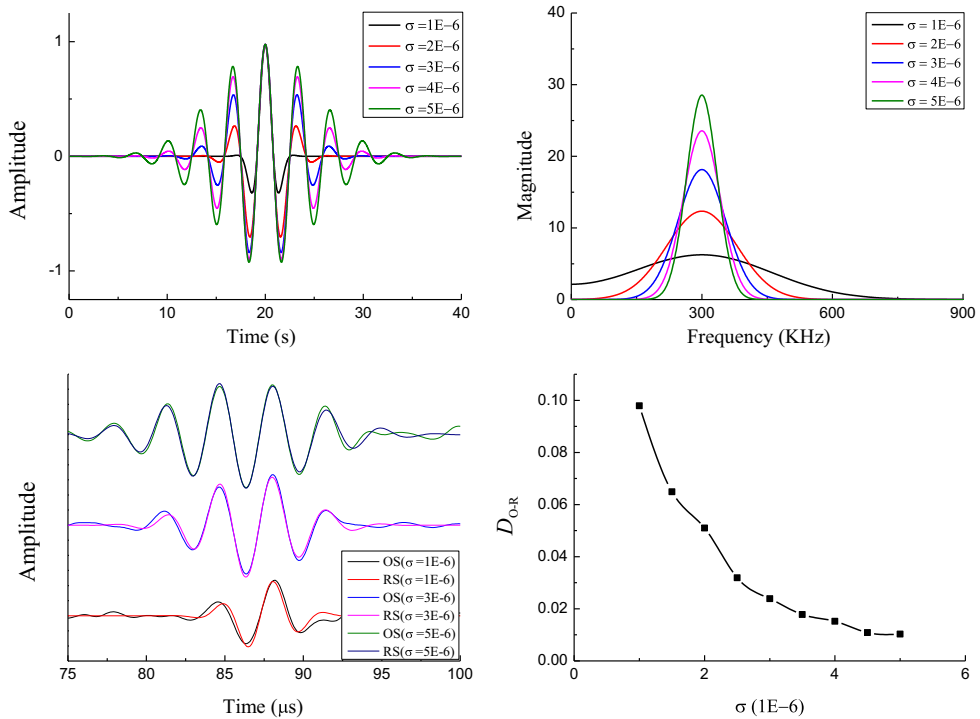 1
0
-1
Amplitude
0
10
20
30
40
Time (s)
σ =1E−6
σ =2E−6
σ =3E−6
σ =4E−6
σ =5E−6
40
30
20
10
0
Magnitude
0
300
600
900
Frequency (KHz)
σ = 1E−6
σ = 2E−6
σ = 3E−6
σ = 4E−6
σ = 5E−6
Amplitude
75
80
85
90
95
100
Time (μs)
OS(σ =1E-6)
RS(σ =1E-6)
OS(σ =3E-6)
RS(σ =3E-6)
OS(σ =5E-6)
RS(σ =5E-6)
0.10
0.08
0.06
0.04
0.02
0.00
D_O-R
0
2
4
6
σ (1E−6)